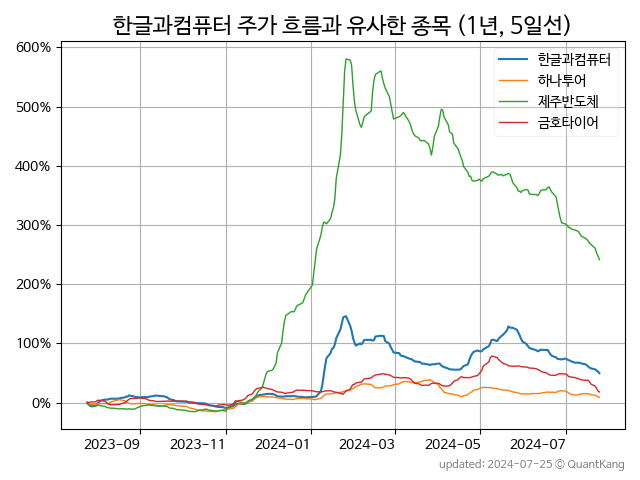 한글과컴퓨터 주가 흐름과 유사한 종목 (1년, 5일선)
600%
500%
400%
300%
200%
100%
0%
한글과컴퓨터
하나투어
제주반도체
금호타이어
2023-09
2023-11
2024-01
2024-03
2024-05
2024-07
updated: 2024-07-25 © QuantKang